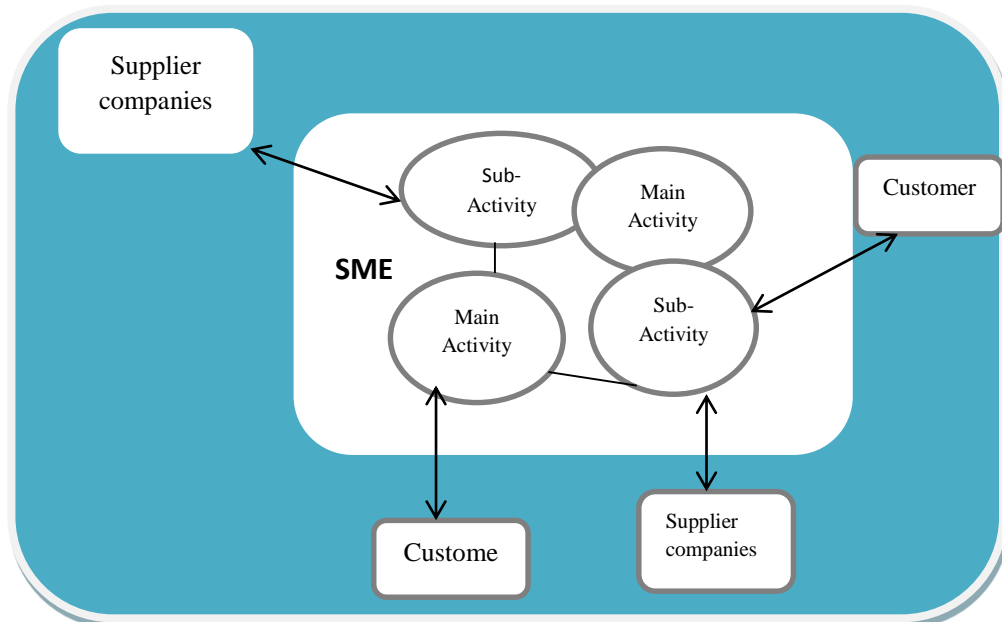 Supplier
companies
Sub-
Activity
Main
Activity
Customer
SME
Main
Activity
Sub-
Activity
Custome
Supplier
companies